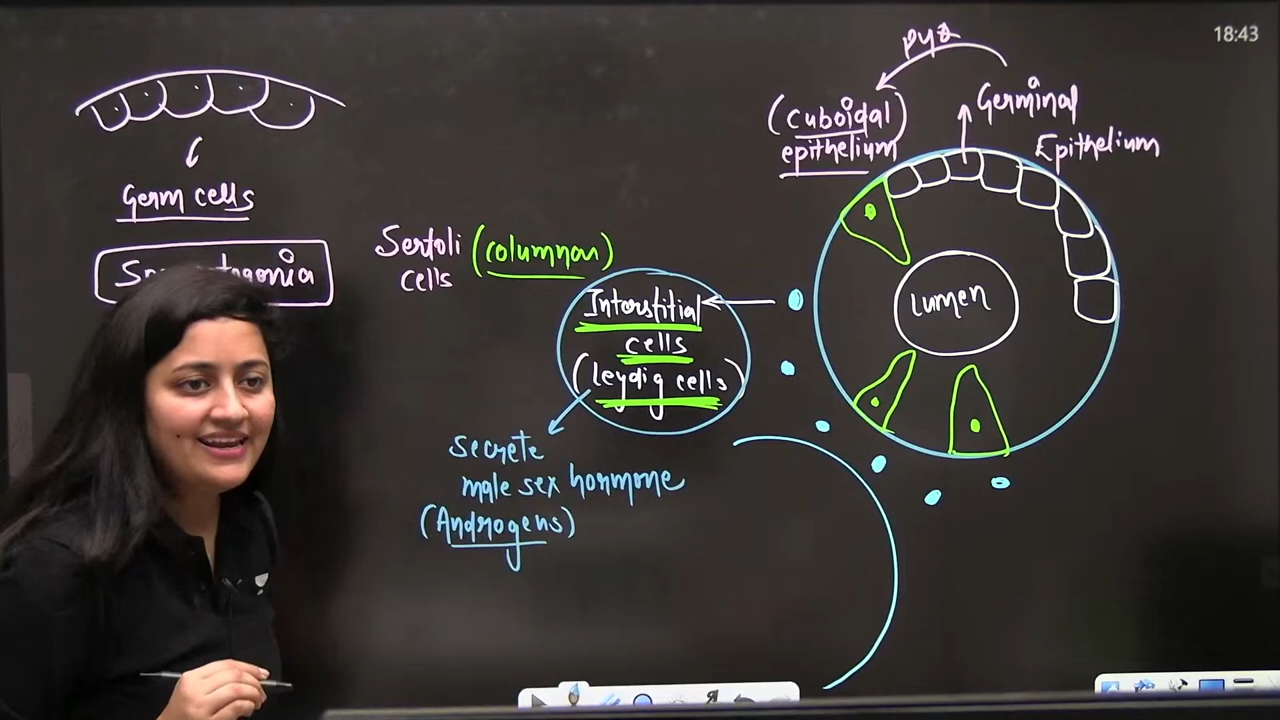 18:43
PYQ
(Cuboidal)
epithelium
Germinal
Epithelium
Germ cells
Sertoli (columnar)
cells
Interstitial
cells
(Leydig cells)
Lumen
Secrete
male sex hormone
(Androgens)